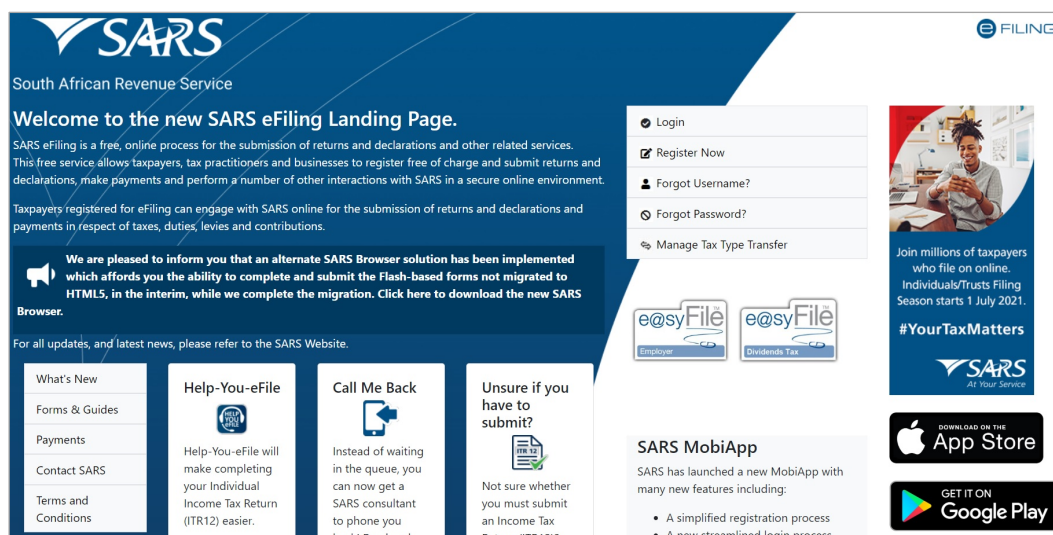 SARS
South African Revenue Service
e FILING
Welcome to the new SARS eFiling Landing Page.
SARS eFiling is a free, online process for the submission of returns and declarations and other related services.
This free service allows taxpayers, tax practitioners and businesses to register free of charge and submit returns and
declarations, make payments and perform a number of other interactions with SARS in a secure online environment.
Taxpayers registered for eFiling can engage with SARS online for the submission of returns and declarations and
payments in respect of taxes, duties, levies and contributions.
We are pleased to inform you that an alternate SARS Browser solution has been implemented
which affords you the ability to complete and submit the Flash-based forms not migrated to
HTML5, in the interim, while we complete the migration. Click here to download the new SARS
Browser.
For all updates, and latest news, please refer to the SARS Website.
What's New
Forms & Guides
Payments
Contact SARS
Terms and
Conditions
Help-You-eFile
HELP
YOU
eFILE
Help-You-eFile will
make completing
your Individual
Income Tax Return
(ITR12) easier.
Call Me Back
Instead of waiting
in the queue, you
can now get a
SARS consultant
to phone you
Unsure if you
have to
submit?
ITR 12
Not sure whether
you must submit
an Income Tax
Login
Register Now
Forgot Username?
Forgot Password?
Manage Tax Type Transfer
e@syFile
Employer
e@syFile
Dividends Tax
SARS MobiApp
SARS has launched a new MobiApp with
many new features including:
• A simplified registration process
• A new streamlined login process
Join millions of taxpayers
who file on online.
Individuals/Trusts Filing
Season starts 1 July 2021.
#YourTaxMatters
SARS
At Your Service
DOWNLOAD ON THE
App Store
GET IT ON
Google Play